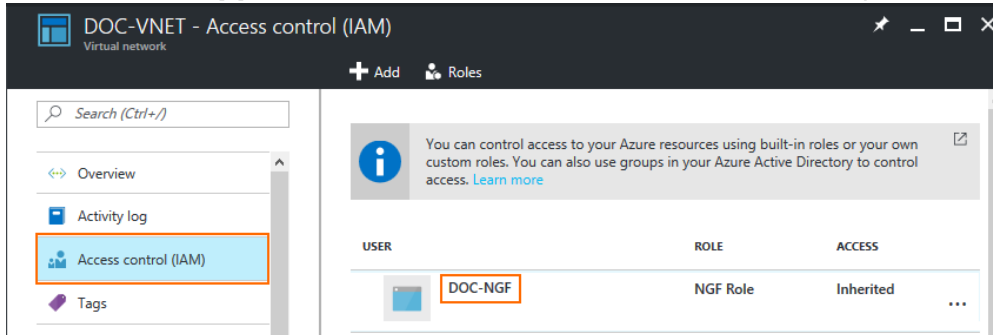 DOC-VNET - Access control (IAM)
Virtual network
Add Roles
Search (Ctrl+/)
You can control access to your Azure resources using built-in roles or your own
custom roles. You can also use groups in your Azure Active Directory to control
access. Learn more
Overview
Activity log
Access control (IAM)
Tags
USER ROLE ACCESS
DOC-NGF NGF Role Inherited ...